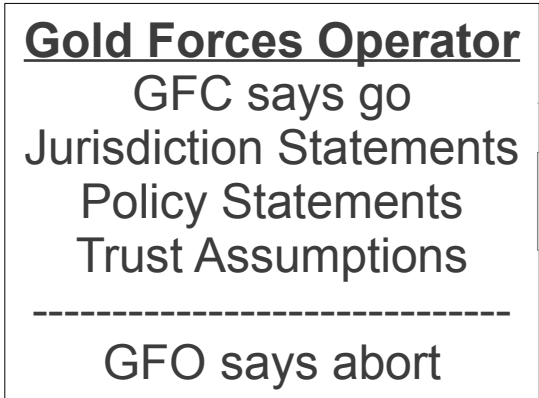 Gold Forces Operator
GFC says go
Jurisdiction Statements
Policy Statements
Trust Assumptions
------------------------------
GFO says abort